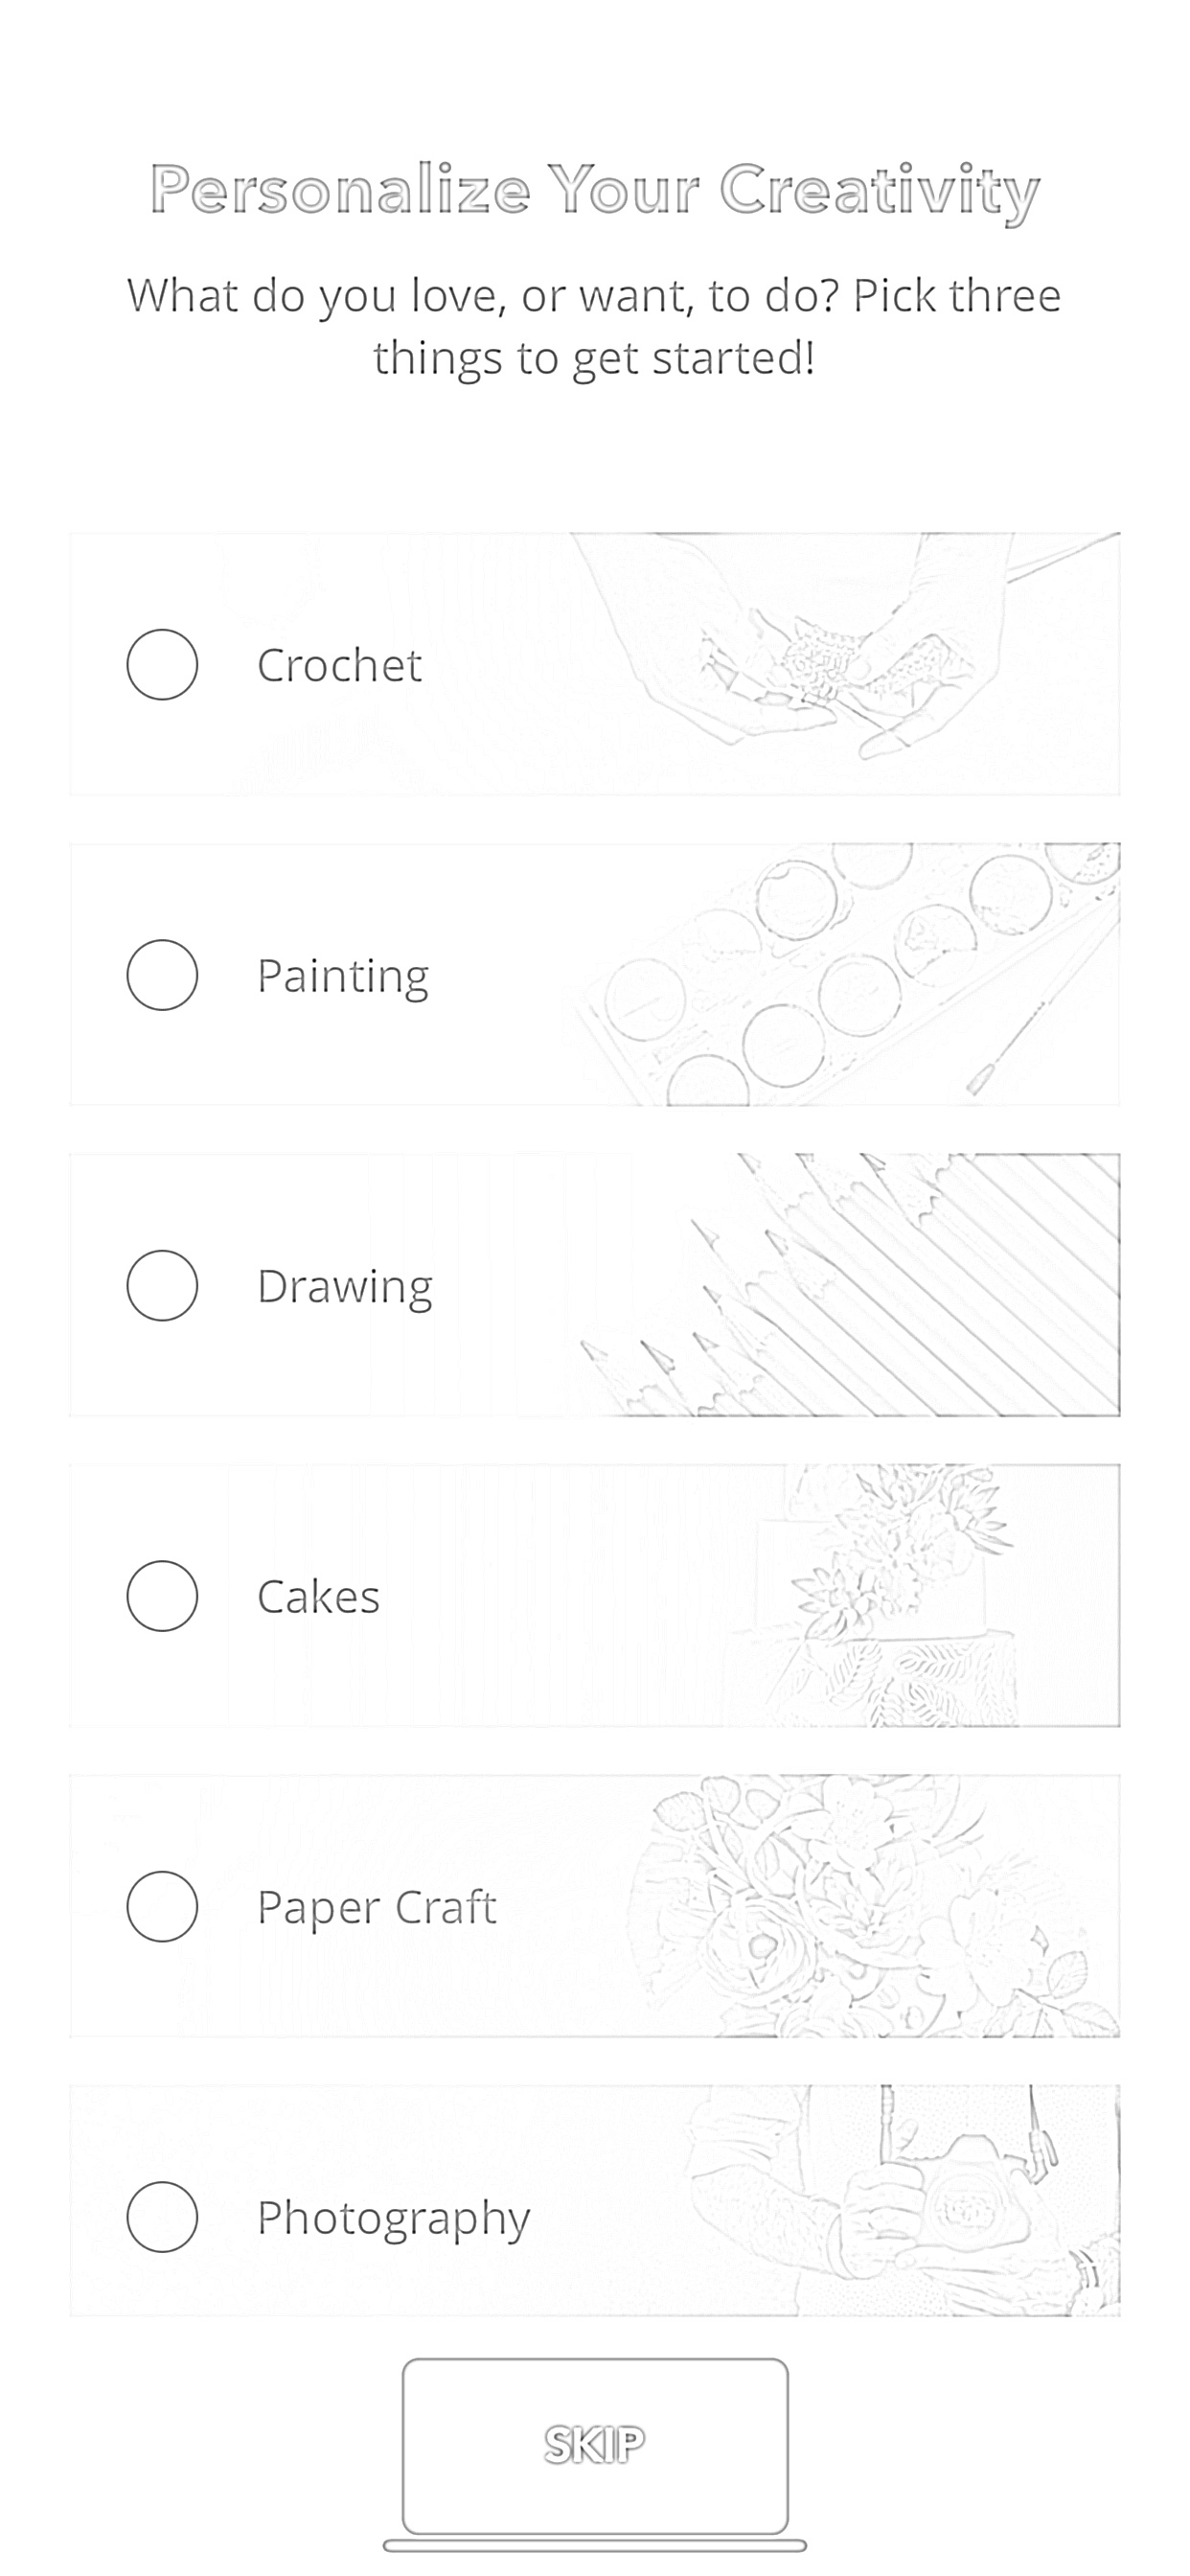 Personalize Your Creativity
What do you love, or want, to do? Pick three
things to get started!
Crochet
Painting
Drawing
Cakes
Paper Craft
Photography
SKIP